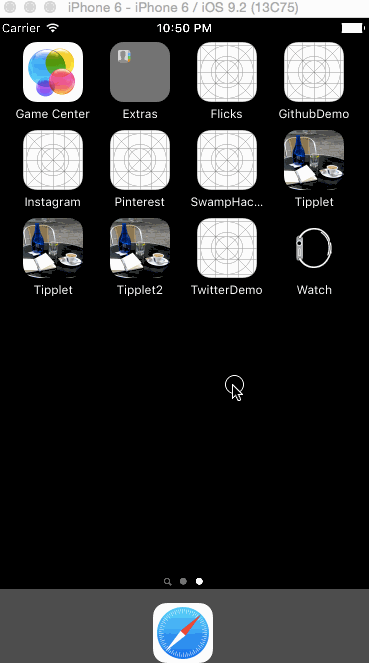 iPhone 6 - iPhone 6 / iOS 9.2 (13C75)
Carrier 10:50 PM
Game Center Extras Flicks GithubDemo
Instagram Pinterest SwampHac... Tipplet
Tipplet Tipplet2 TwitterDemo Watch